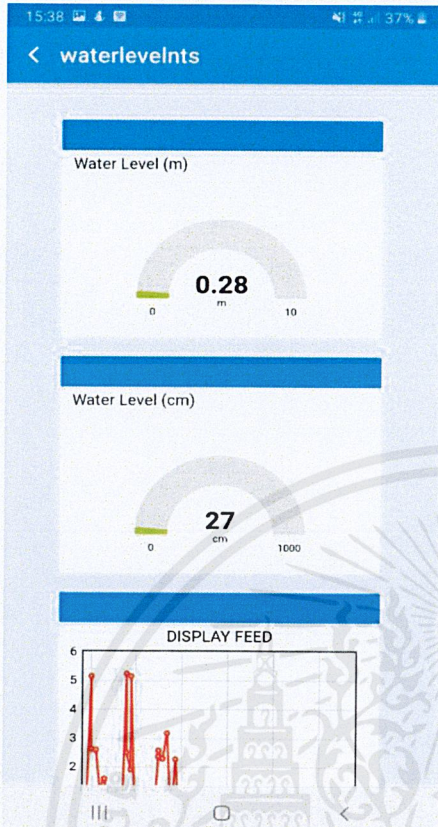 15:38 37%
waterlevelnts
Water Level (m)
0.28
m
0 10
Water Level (cm)
27
cm
0 1000
DISPLAY FEED
6
5
4
3
2